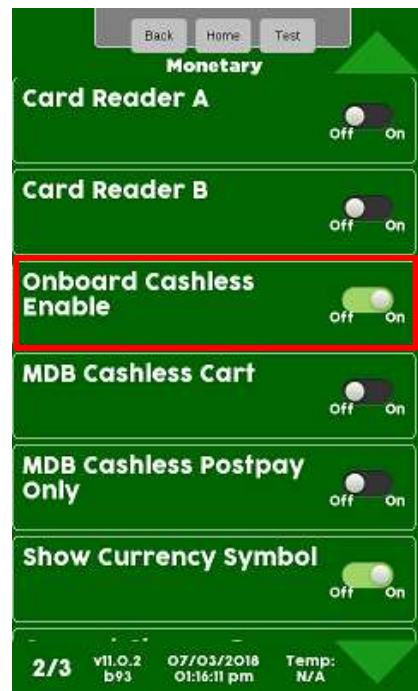 Back Home Test
Monetary
Card Reader A
Off On
Card Reader B
Off On
Onboard Cashless
Enable
Off On
MDB Cashless Cart
Off On
MDB Cashless Postpay
Only
Off On
Show Currency Symbol
Off On
2/3 v11.0.2 07/03/2018 Temp:
b93 01:16:11 pm N/A